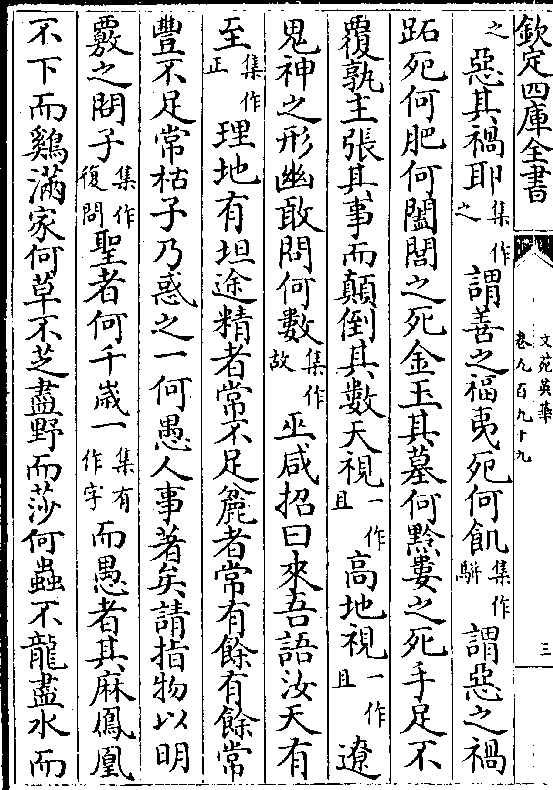 欽定四庫全書
文苑英華
卷九百九十九
三
之惡其禍耶集作之謂善之福夷死何飢集作駢謂惡之禍
跖死何肥何闔閭之死金玉其墓何黔婁之死手足不
覆孰主張其事而顛倒其數天視一作且高地視一作且遼
鬼神之形幽敢問何數集作故巫咸招曰來吾語汝天有
至集作正理地有坦途精者常不足麄者常有餘有餘常
豐不足常枯子乃惑之一何愚人事著矣請指物以明
覈之問子集作復問聖者何千歲一集有作字而愚者其麻鳳凰
不下而鷄滿家何草不芝盡野而莎何蟲不龍盡水而